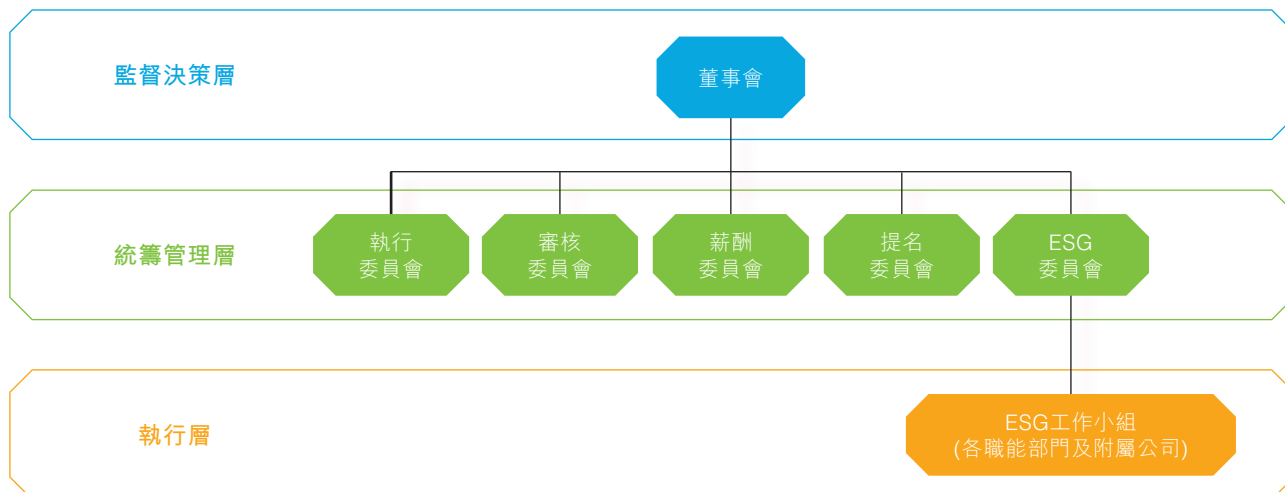 監督決策層
董事會
統籌管理層
執行
委員會
審核
委員會
薪酬
委員會
提名
委員會
ESG
委員會
執行層
ESG工作小組
(各職能部門及附屬公司)